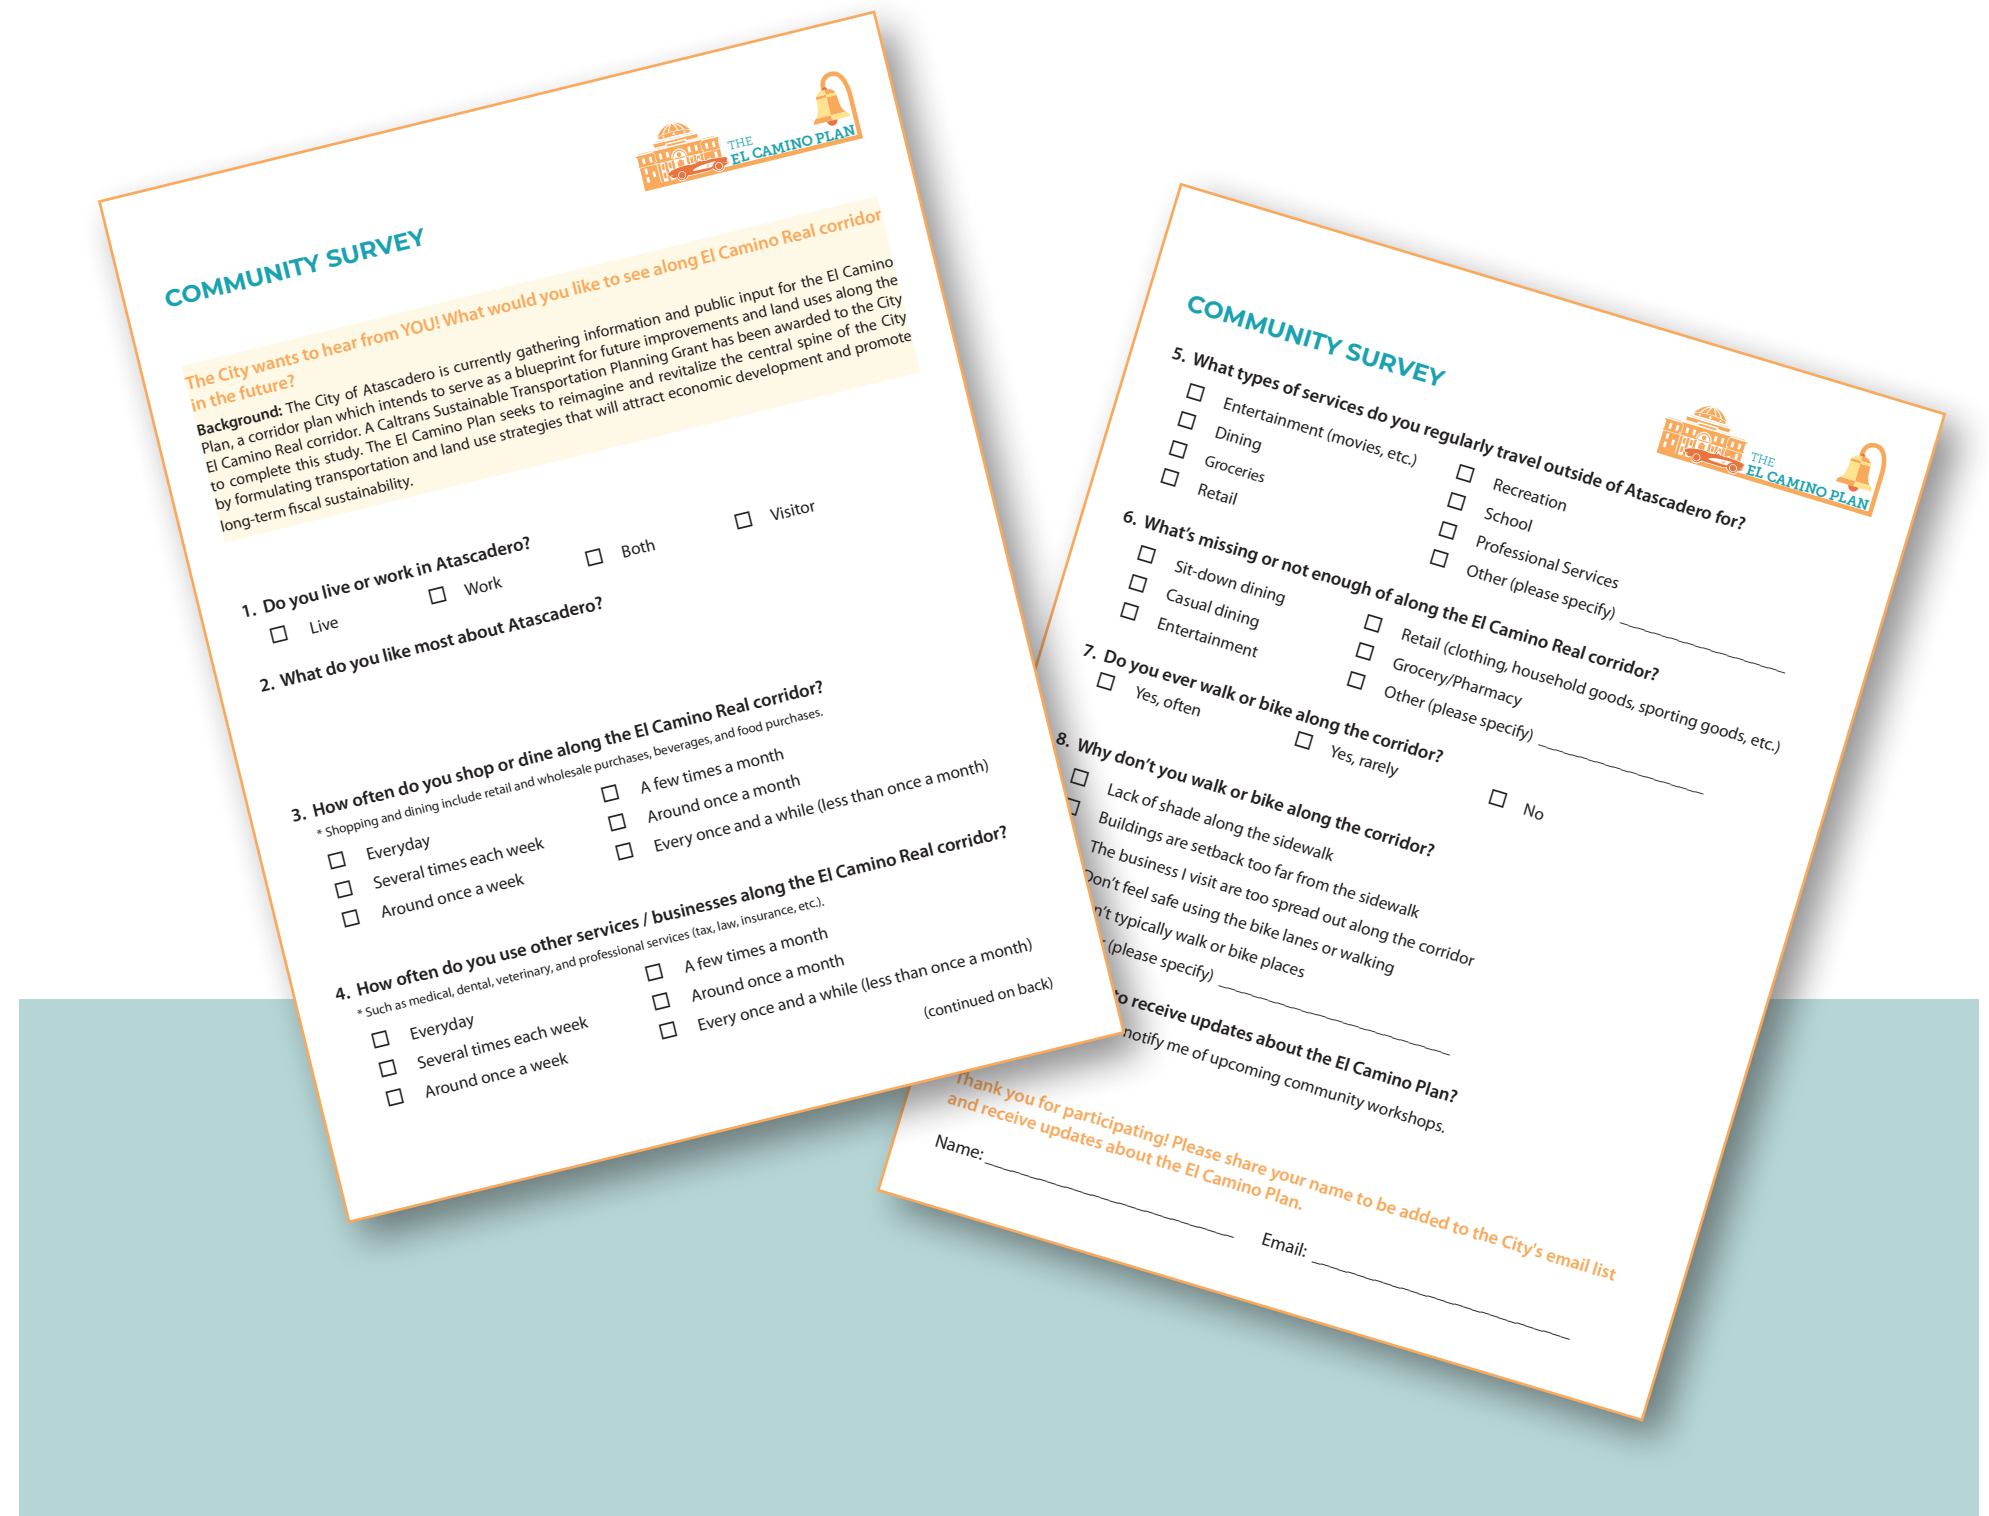 THE
EL CAMINO PLAN
COMMUNITY SURVEY
The City wants to hear from YOU! What would you like to see along El Camino Real corridor
in the future?
Background: The City of Atascadero is currently gathering information and public input for the El Camino
Plan, a corridor plan which intends to serve as a blueprint for future improvements and land uses along the
El Camino Real corridor. A Caltrans Sustainable Transportation Planning Grant has been awarded to the City
to complete this study. The El Camino Plan seeks to reimagine and revitalize the central spine of the City
by formulating transportation and land use strategies that will attract economic development and promote
long-term fiscal sustainability.
1. Do you live or work in Atascadero?
Live Work Both Visitor
2. What do you like most about Atascadero?
3. How often do you shop or dine along the El Camino Real corridor?
* Shopping and dining include retail and wholesale purchases, beverages, and food purchases.
Everyday A few times a month
Several times each week Around once a month
Around once a week Every once and a while (less than once a month)
4. How often do you use other services / businesses along the El Camino Real corridor?
* Such as medical, dental, veterinary, and professional services (tax, law, insurance, etc.).
Everyday A few times a month
Several times each week Around once a month
Around once a week Every once and a while (less than once a month)
(continued on back)
COMMUNITY SURVEY
THE
EL CAMINO PLAN
5. What types of services do you regularly travel outside of Atascadero for?
Entertainment (movies, etc.) Recreation
Dining School
Groceries Professional Services
Retail Other (please specify)
6. What's missing or not enough of along the El Camino Real corridor?
Sit-down dining Retail (clothing, household goods, sporting goods, etc.)
Casual dining Grocery/Pharmacy
Entertainment Other (please specify)
7. Do you ever walk or bike along the corridor?
Yes, often Yes, rarely No
8. Why don't you walk or bike along the corridor?
Lack of shade along the sidewalk
Buildings are setback too far from the sidewalk
The business I visit are too spread out along the corridor
Don't feel safe using the bike lanes or walking
typically walk or bike places
(please specify)
to receive updates about the El Camino Plan?
notify me of upcoming community workshops.
Thank you for participating! Please share your name to be added to the City's email list
and receive updates about the El Camino Plan.
Name: Email: